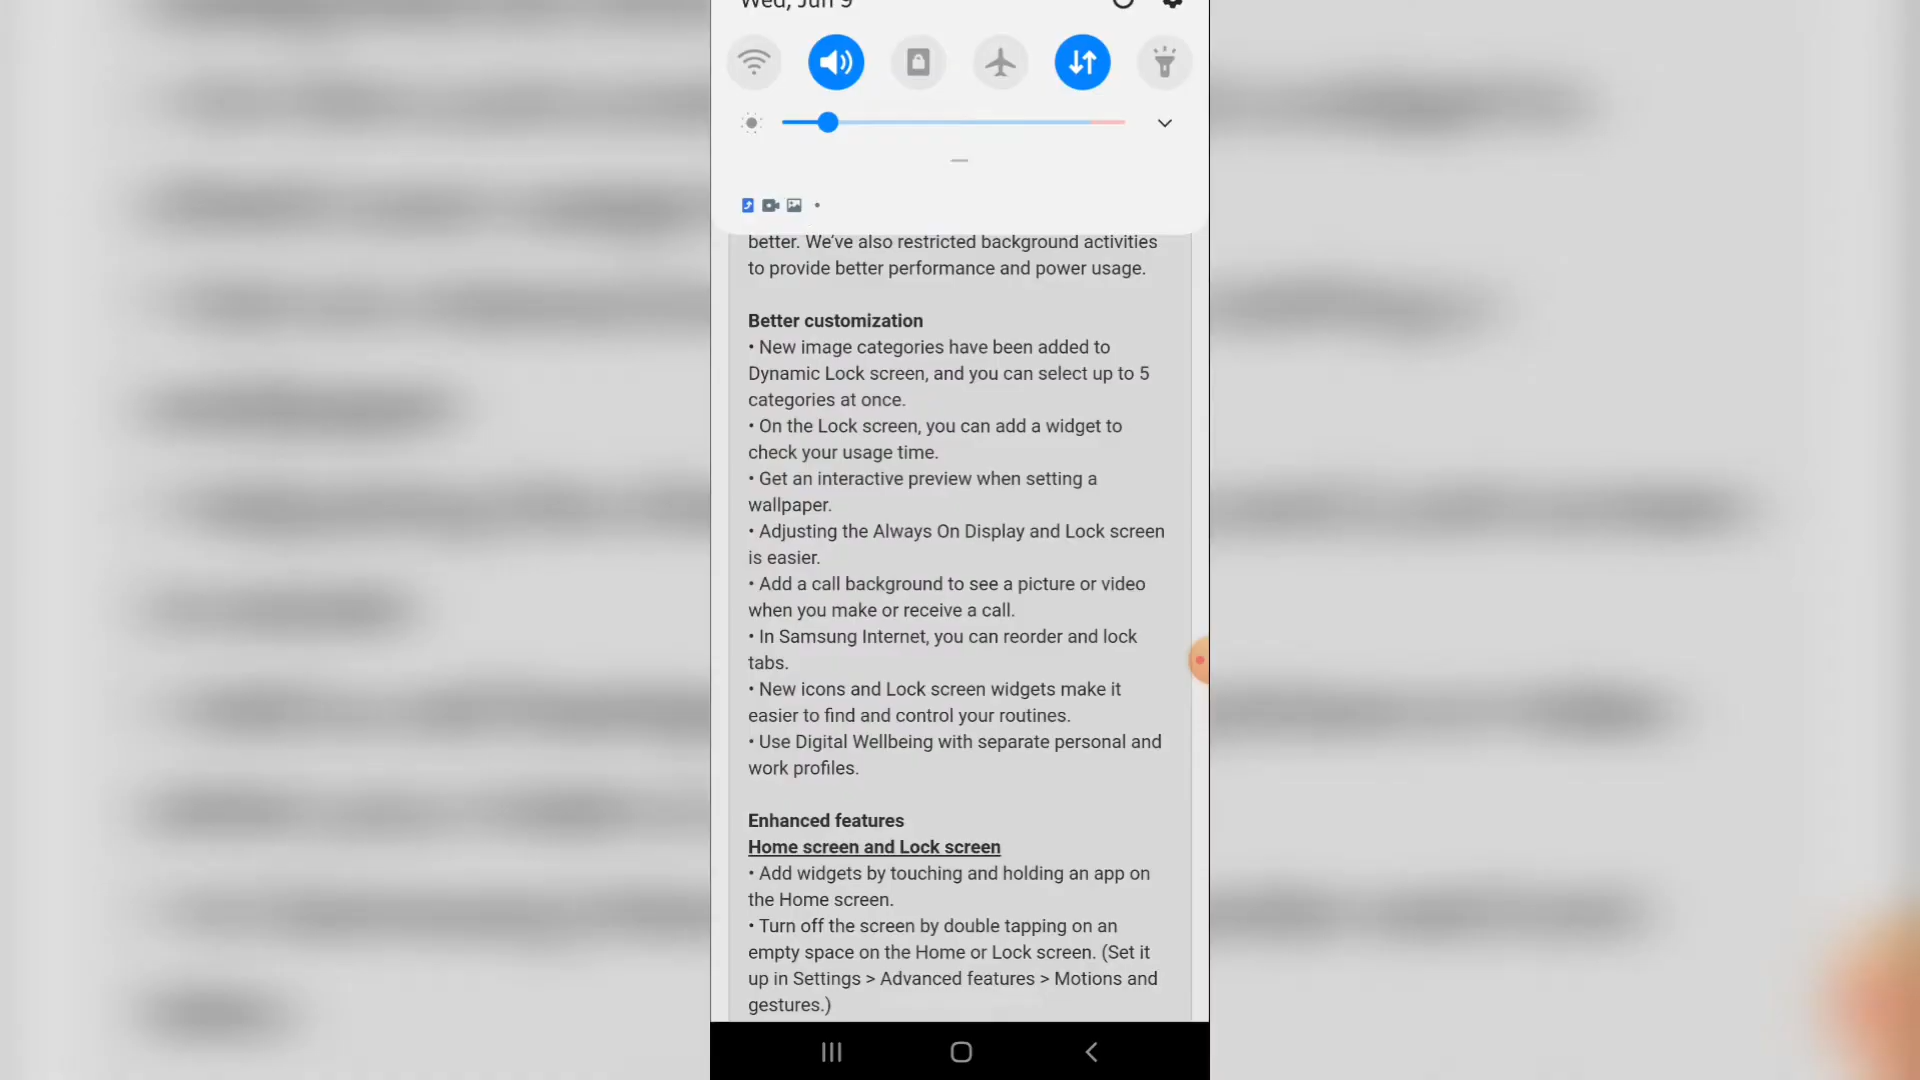 Wed, Jun 9
better. We've also restricted background activities
to provide better performance and power usage.
Better customization
• New image categories have been added to
Dynamic Lock screen, and you can select up to 5
categories at once.
• On the Lock screen, you can add a widget to
check your usage time.
• Get an interactive preview when setting a
wallpaper.
• Adjusting the Always On Display and Lock screen
is easier.
• Add a call background to see a picture or video
when you make or receive a call.
• In Samsung Internet, you can reorder and lock
tabs.
• New icons and Lock screen widgets make it
easier to find and control your routines.
• Use Digital Wellbeing with separate personal and
work profiles.
Enhanced features
Home screen and Lock screen
• Add widgets by touching and holding an app on
the Home screen.
• Turn off the screen by double tapping on an
empty space on the Home or Lock screen. (Set it
up in Settings > Advanced features > Motions and
gestures.)